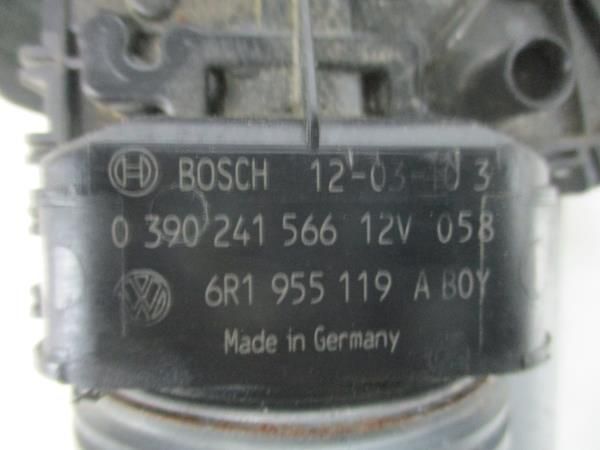 BOSCH 12-03-10 3
0 390 241 566 12V 058
6R1 955 119 A BOY
Made in Germany